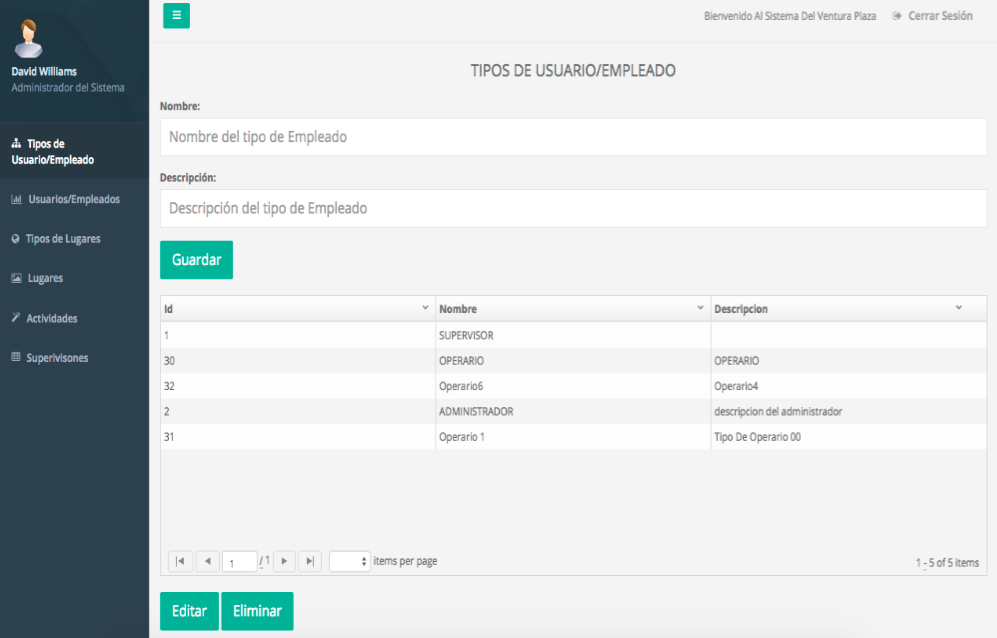 David Williams
Administrador del Sistema
Tipos de
Usuario/Empleado
Usuarios/Empleados
Tipos de Lugares
Lugares
Actividades
Superivisones
Bienvenido Al Sistema Del Ventura Plaza Cerrar Sesión
TIPOS DE USUARIO/EMPLEADO
Nombre:
Nombre del tipo de Empleado
Descripción:
Descripción del tipo de Empleado
Guardar
Id Nombre Descripcion
1 SUPERVISOR
30 OPERARIO OPERARIO
32 Operario6 Operario4
2 ADMINISTRADOR descripcion del administrador
31 Operario 1 Tipo De Operario 00
1 / 1 items per page 1 - 5 of 5 items
Editar Eliminar